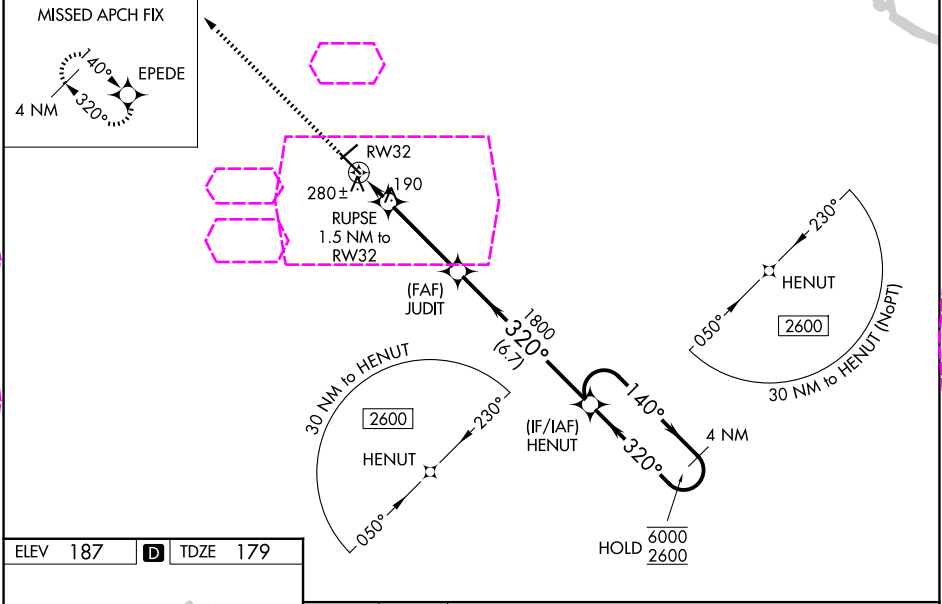 MISSED APCH FIX
140°
EPEDE
4 NM
320°
RW32
280±
190
RUPSE
1.5 NM to
RW32
(FAF)
JUDIT
1800
320°
(6.7)
230°
HENUT
2600
050°
30 NM to HENUT (NoPT)
30 NM to HENUT
2600
230°
HENUT
050°
(IF/IAF)
HENUT
140°
4 NM
320°
HOLD
6000
2600
ELEV 187
D
TDZE 179